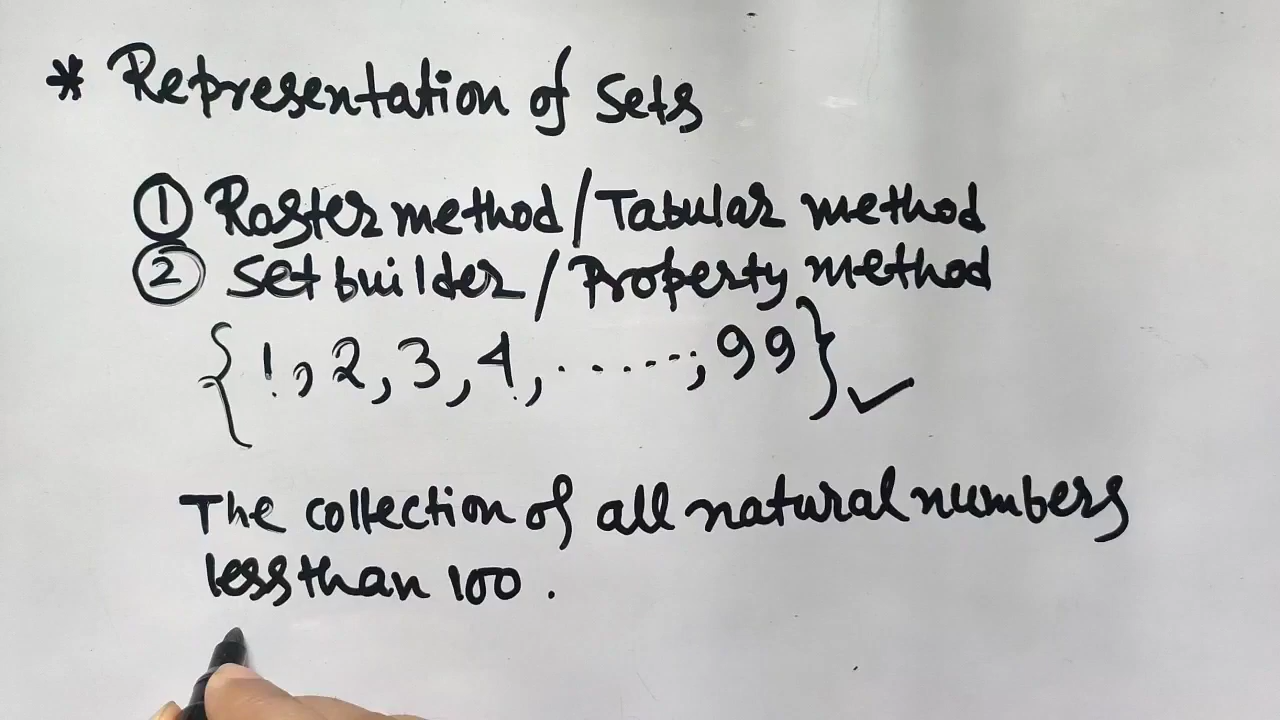 * Representation of Sets
① Roster method / Tabular method
② Set builder / Property method
{1, 2, 3, 4, ......, 99} ✓
The collection of all natural numbers
less than 100.